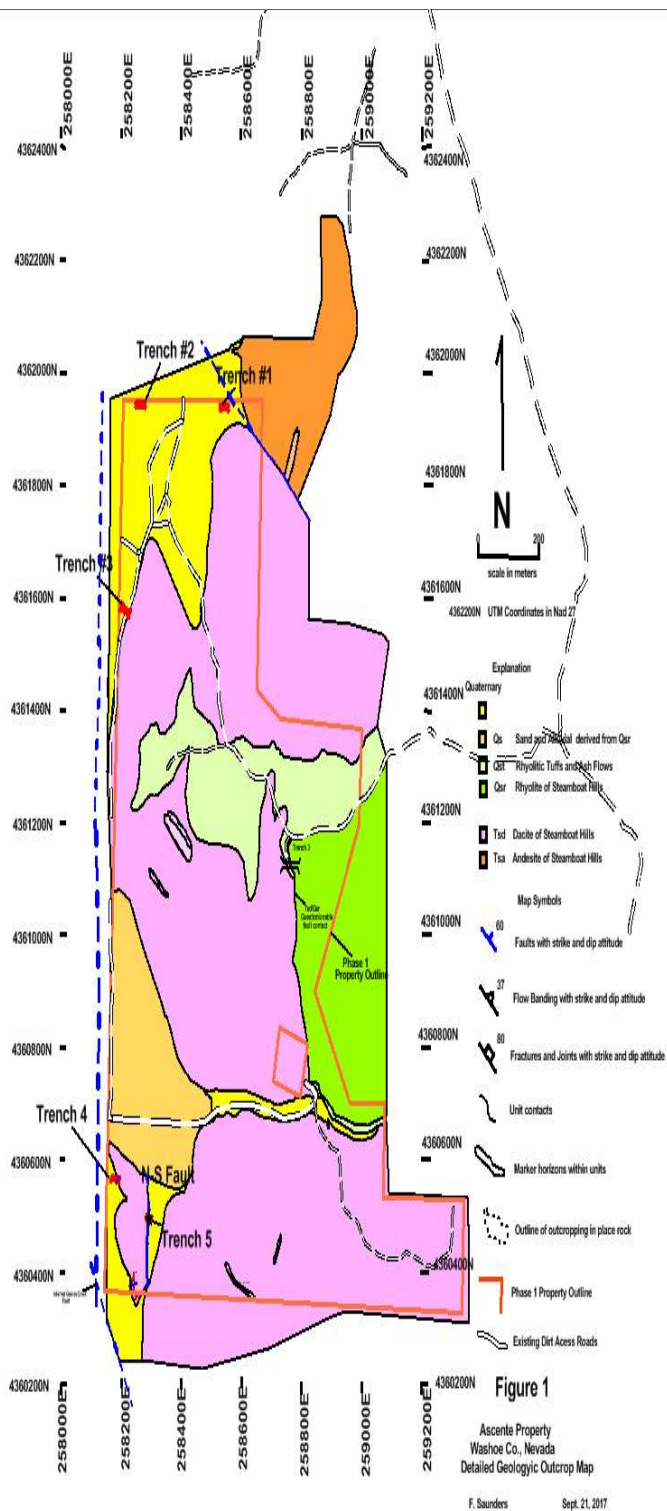 258000E
258200E
258400E
258600E
258800E
259000E
259200E
4362400N
4362400N
4362200N
4362200N
4362000N
4362000N
Trench #2
Trench #1
4361800N
4361800N
N
0
200
scale in meters
Trench #3
4361600N
4361600N
4362200N UTM Coordinates in Nad 27
Explanation
Quaternary
4361400N
4361400N
Qs Sand and Alluvial derived from Qsr
Qst Rhyolitic Tuffs and Ash Flows
Qsr Rhyolite of Steamboat Hills
4361200N
4361200N
Tsd Dacite of Steamboat Hills
Tsa Andesite of Steamboat Hills
Trench 3
Tsd/Qsr
Questionionable
fault contact
Map Symbols
4361000N
4361000N
60
Faults with strike and dip attitude
Phase 1
Property Outline
37
Flow Banding with strike and dip attitude
4360800N
4360800N
80
Fractures and Joints with strike and dip attitude
Trench 4
Unit contacts
4360600N
4360600N
N S Fault
Marker horizons within units
Trench 5
Outline of outcropping in place rock
4360400N
4360400N
Phase 1 Property Outline
Existing Dirt Acess Roads
4360200N
4360200N
Figure 1
258000E
258200E
258400E
258600E
258800E
259000E
259200E
Ascente Property
Washoe Co., Nevada
Detailed Geologyic Outcrop Map
F. Saunders Sept. 21, 2017